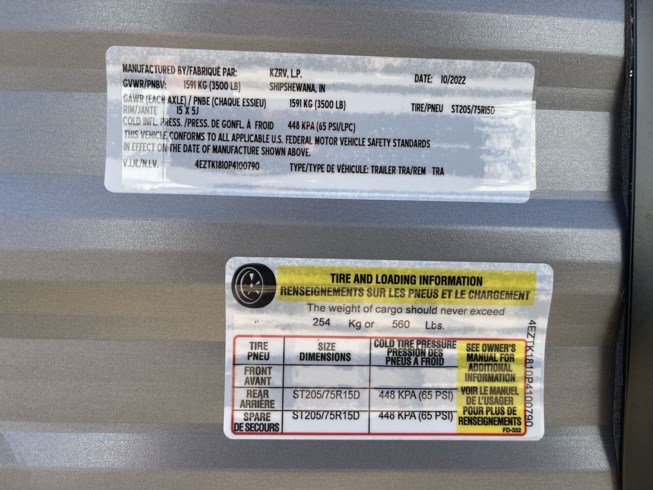 MANUFACTURED BY/FABRIQUÉ PAR: KZRV, L.P. DATE: 10/2022
GVWR/PNBV: 1591 KG (3500 LB) SHIPSHEWANA, IN
GAWR (EACH AXLE) / PNBE (CHAQUE ESSIEU) 1591 KG (3500 LB) TIRE/PNEU ST205/75R15D
RIM/JANTE 15 X 5J
COLD INFL. PRESS. /PRESS. DE GONFL. À FROID 448 KPA (65 PSI/LPC)
THIS VEHICLE CONFORMS TO ALL APPLICABLE U.S. FEDERAL MOTOR VEHICLE SAFETY STANDARDS
IN EFFECT ON THE DATE OF MANUFACTURE SHOWN ABOVE.
V.I.N./N.I.V. 4EZTK1810P4100790 TYPE/TYPE DE VÉHICULE: TRAILER TRA/REM TRA
TIRE AND LOADING INFORMATION
RENSEIGNEMENTS SUR LES PNEUS ET LE CHARGEMENT
The weight of cargo should never exceed
254 Kg or 560 Lbs.
TIRE
PNEU
SIZE
DIMENSIONS
COLD TIRE PRESSURE
PRESSION DES
PNEUS A FROID
SEE OWNER'S
MANUAL FOR
ADDITIONAL
INFORMATION
FRONT
AVANT
REAR
ARRIÈRE
ST205/75R15D
448 KPA (65 PSI)
VOIR LE MANUEL
DE L'USAGER
POUR PLUS DE
RENSEIGNEMENTS
SPARE
DE SECOURS
ST205/75R15D
448 KPA (65 PSI)
FD-332
4EZTK1810P4100790